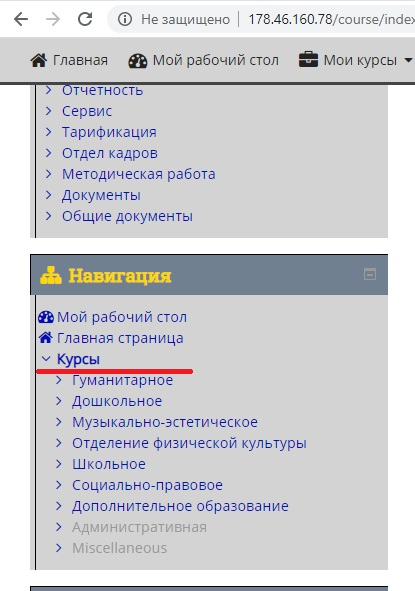 Не защищено | 178.46.160.78/course/index
Главная Мой рабочий стол Мои курсы
Отчетность
Сервис
Тарификация
Отдел кадров
Методическая работа
Документы
Общие документы
Навигация
Мой рабочий стол
Главная страница
Курсы
Гуманитарное
Дошкольное
Музыкально-эстетическое
Отделение физической культуры
Школьное
Социально-правовое
Дополнительное образование
Административная
Miscellaneous